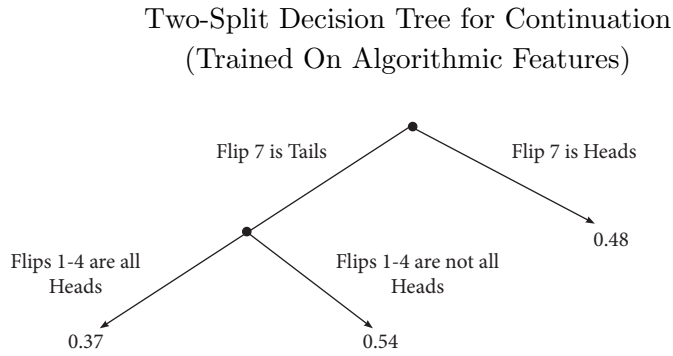 Two-Split Decision Tree for Continuation
(Trained On Algorithmic Features)
Flip 7 is Tails
Flip 7 is Heads
0.48
Flips 1-4 are all
Heads
Flips 1-4 are not all
Heads
0.37
0.54